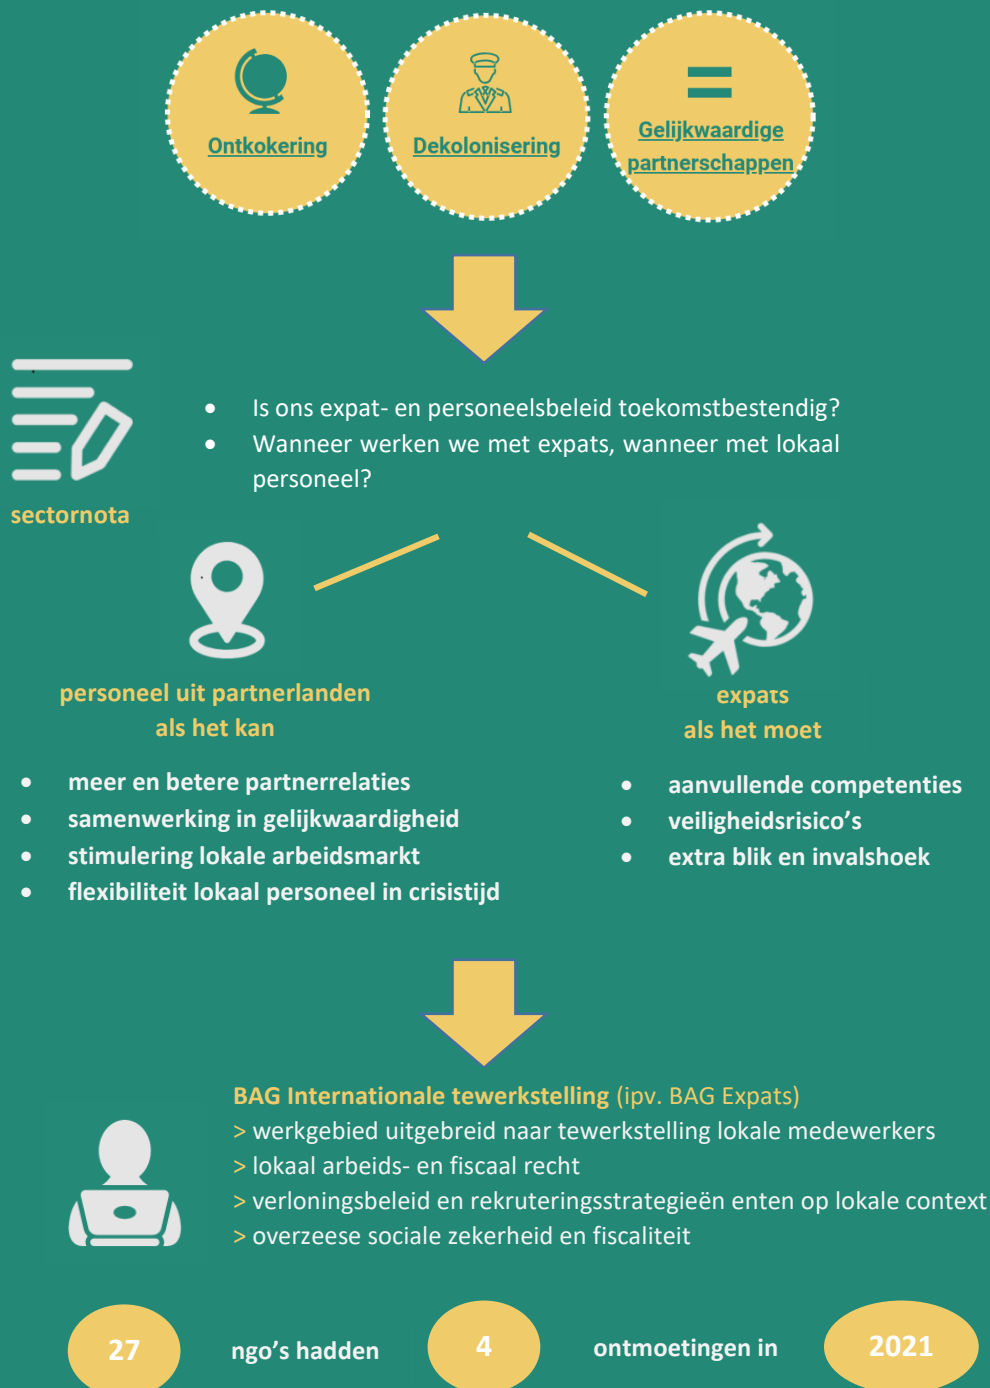 Ontkokering
Dekolonisering
Gelijkwaardige
partnerschappen
• Is ons expat- en personeelsbeleid toekomstbestendig?
• Wanneer werken we met expats, wanneer met lokaal
personeel?
sectornota
personeel uit partnerlanden
als het kan
• meer en betere partnerrelaties
• samenwerking in gelijkwaardigheid
• stimulering lokale arbeidsmarkt
• flexibiliteit lokaal personeel in crisistijd
expats
als het moet
• aanvullende competenties
• veiligheidsrisico's
• extra blik en invalshoek
BAG Internationale tewerkstelling (ipv. BAG Expats)
> werkgebied uitgebreid naar tewerkstelling lokale medewerkers
> lokaal arbeids- en fiscaal recht
> verloningsbeleid en rekruteringsstrategieën enten op lokale context
> overzeese sociale zekerheid en fiscaliteit
27 ngo's hadden 4 ontmoetingen in 2021